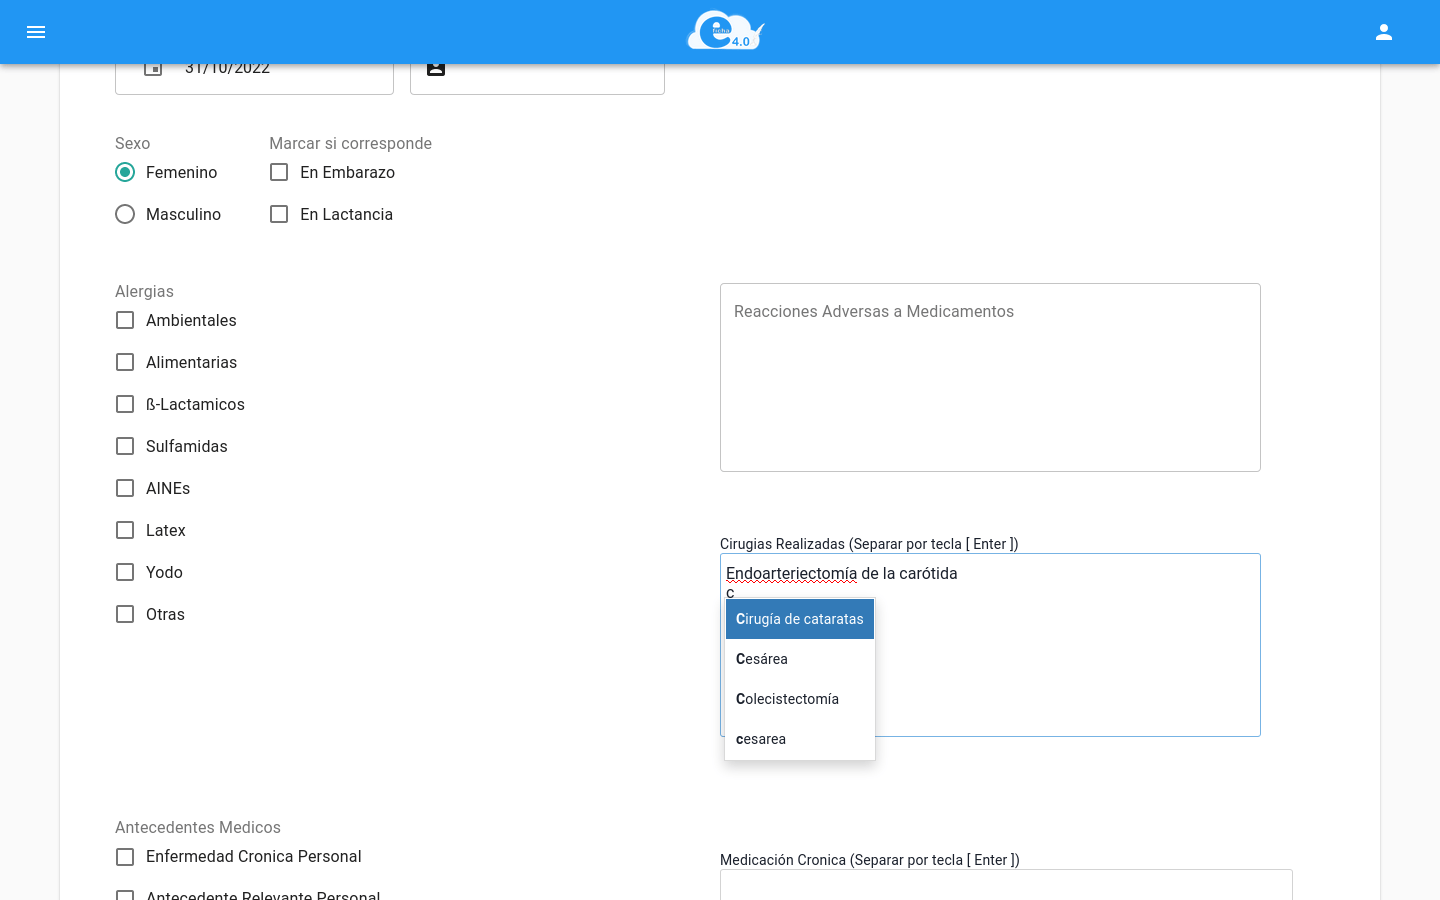 e
ficha
4.0
31/10/2022
Sexo
Marcar si corresponde
Femenino
En Embarazo
Masculino
En Lactancia
Alergias
Ambientales
Alimentarias
ß-Lactamicos
Sulfamidas
AINEs
Latex
Yodo
Otras
Reacciones Adversas a Medicamentos
Cirugias Realizadas (Separar por tecla [ Enter ])
Endoarteriectomía de la carótida
c
Cirugía de cataratas
Cesárea
Colecistectomía
cesarea
Antecedentes Medicos
Enfermedad Cronica Personal
Antecedente Relevante Personal
Medicación Cronica (Separar por tecla [ Enter ])